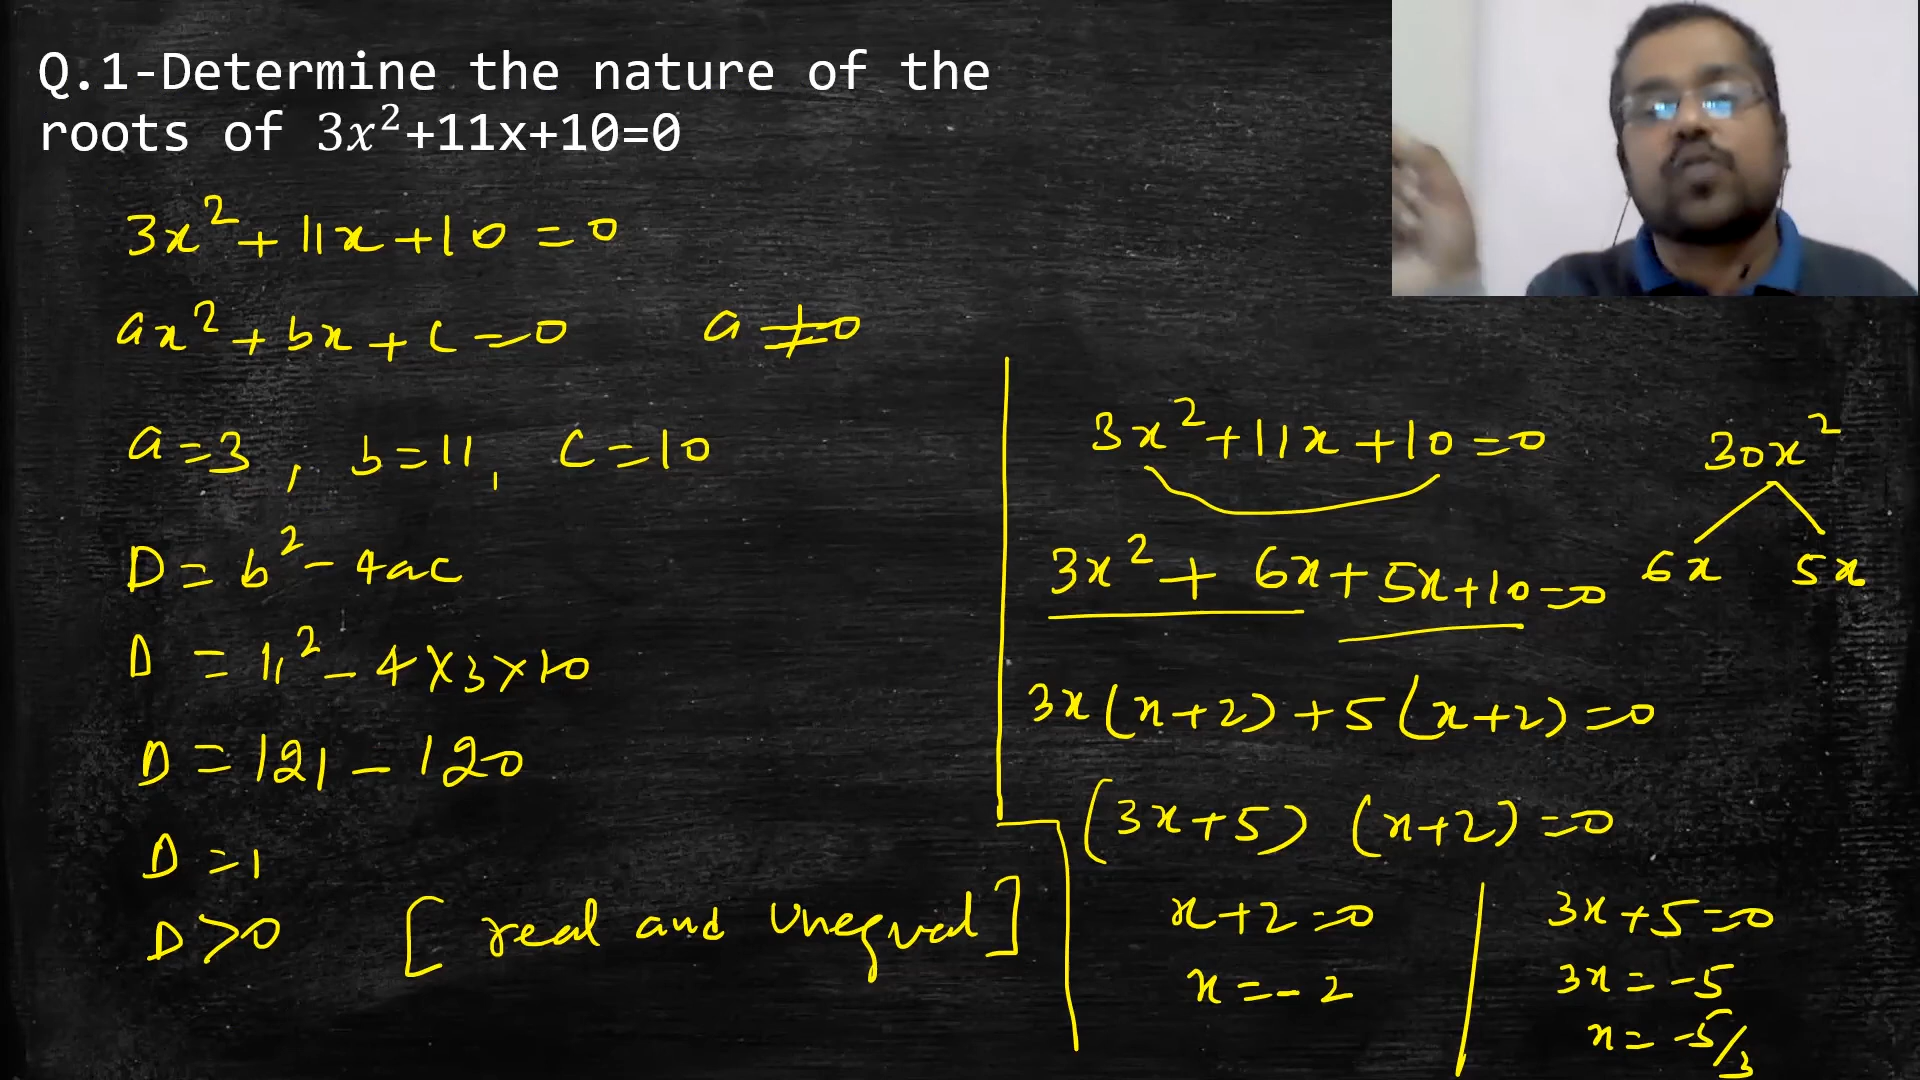 Q.1-Determine the nature of the
roots of 3x²+11x+10=0
3x² + 11x + 10 = 0
ax² + bx + c = 0 a ≠ 0
a = 3 , b = 11, c = 10
D = b² - 4ac
D = 11² - 4 × 3 × 10
D = 121 - 120
D = 1
D > 0 [ real and unequal ]
3x² + 11x + 10 = 0
30x²
6x 5x
3x² + 6x + 5x + 10 = 0
3x (x + 2) + 5 (x + 2) = 0
(3x + 5) (x + 2) = 0
x + 2 = 0
x = - 2
3x + 5 = 0
3x = - 5
x = -5/3